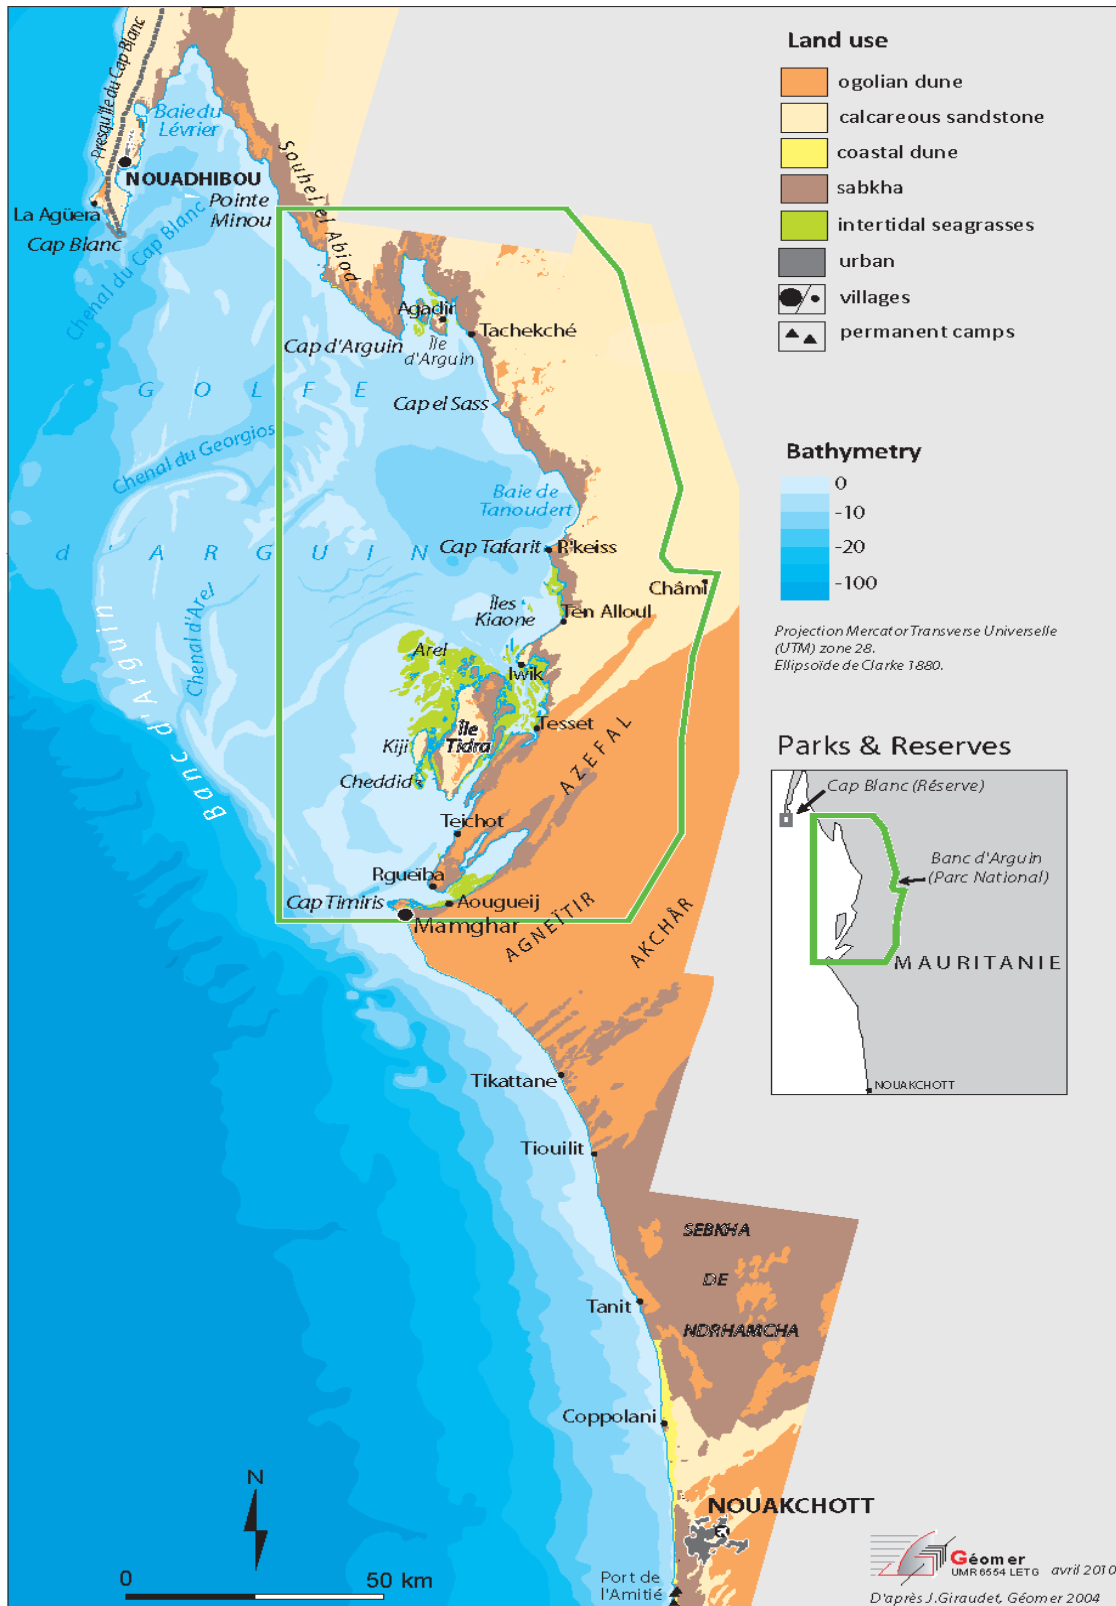 Land use
ogolian dune
calcareous sandstone
coastal dune
sabkha
intertidal seagrasses
urban
villages
permanent camps
Bathymetry
0
-10
-20
-100
Projection Mercator Transverse Universelle
(UTM) zone 28.
Ellipsoïde de Clarke 1880.
Parks & Reserves
Cap Blanc (Réserve)
Banc d'Arguin
(Parc National)
MAURITANIE
NOUAKCHOTT
Presqu'île du Cap Blanc
Baie du
Lévrier
NOUADHIBOU
La Agüera
Cap Blanc
Pointe
Minou
Souhel el Abiod
Chenal du Cap Blanc
Agadir
Tachekché
Cap d'Arguin
Île
d'Arguin
GOLFE
Cap el Sass
Chenal du Georgios
Baie de
Tanoudert
d'ARGUIN
Cap Tafarit
R'keiss
Châmi
Îles
Kiaone
Ten Alloul
Chenal d'Arel
Arel
Iwik
Banc d'Arguin
Île
Tidra
Tesset
Kiji
Cheddid
AZEFAL
Teichot
Rgueïba
Cap Timiris
Aougueij
Mamghar
AGNEÏTIR
AKCHÂR
Tikattane
Tiouilit
SEBKHA
DE
NDRHAMCHA
Tanit
Coppolani
NOUAKCHOTT
Port de
l'Amitié
N
0
50 km
Géomer
UMR 6554 LETG
avril 2010
D'après J.Giraudet, Géomer 2004